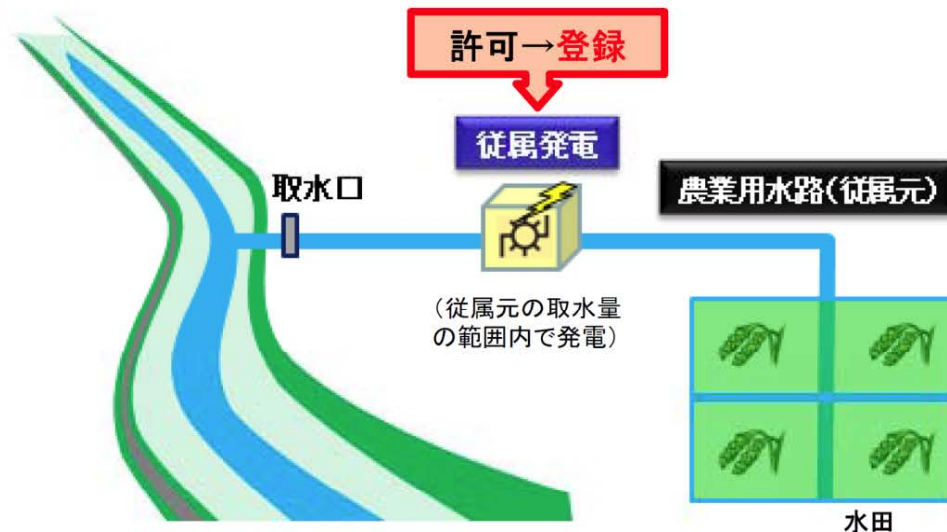 許可→登録
従属発電
取水口
農業用水路(従属元)
(従属元の取水量
の範囲内で発電)
水田